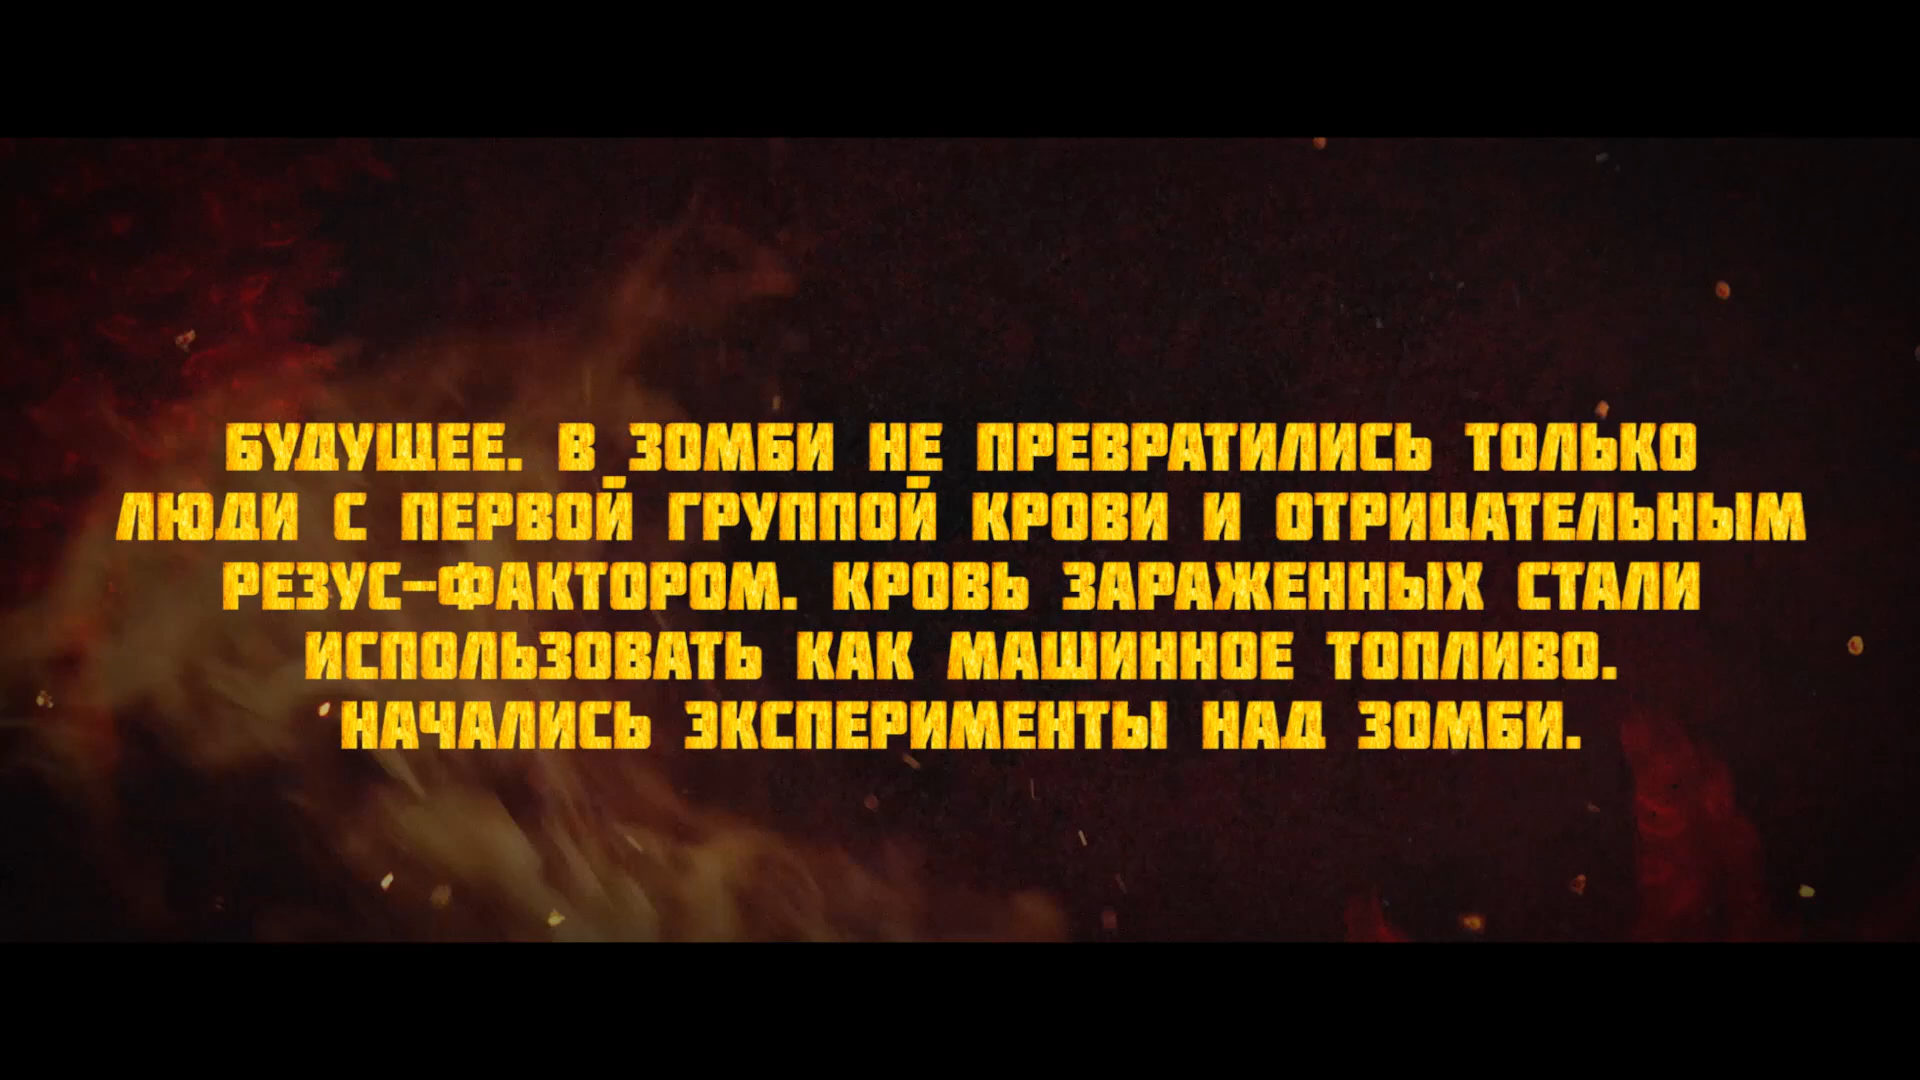 БУДУЩЕЕ. В ЗОМБИ НЕ ПРЕВРАТИЛИСЬ ТОЛЬКО
ЛЮДИ С ПЕРВОЙ ГРУППОЙ КРОВИ И ОТРИЦАТЕЛЬНЫМ
РЕЗУС-ФАКТОРОМ. КРОВЬ ЗАРАЖЕННЫХ СТАЛИ
ИСПОЛЬЗОВАТЬ КАК МАШИННОЕ ТОПЛИВО.
НАЧАЛИСЬ ЭКСПЕРИМЕНТЫ НАД ЗОМБИ.